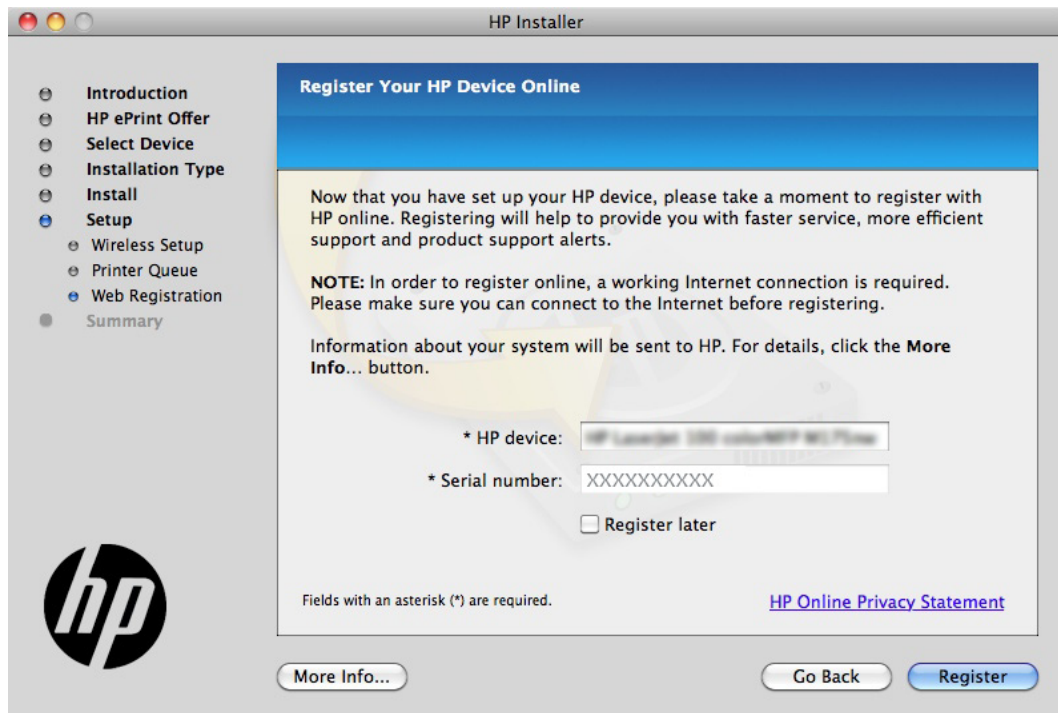 HP Installer
Introduction
HP ePrint Offer
Select Device
Installation Type
Install
Setup
Wireless Setup
Printer Queue
Web Registration
Summary
Register Your HP Device Online
Now that you have set up your HP device, please take a moment to register with
HP online. Registering will help to provide you with faster service, more efficient
support and product support alerts.
NOTE: In order to register online, a working Internet connection is required.
Please make sure you can connect to the Internet before registering.
Information about your system will be sent to HP. For details, click the More
Info... button.
* HP device:
* Serial number: XXXXXXXXXX
Register later
Fields with an asterisk (*) are required.
HP Online Privacy Statement
hp
More Info...
Go Back
Register